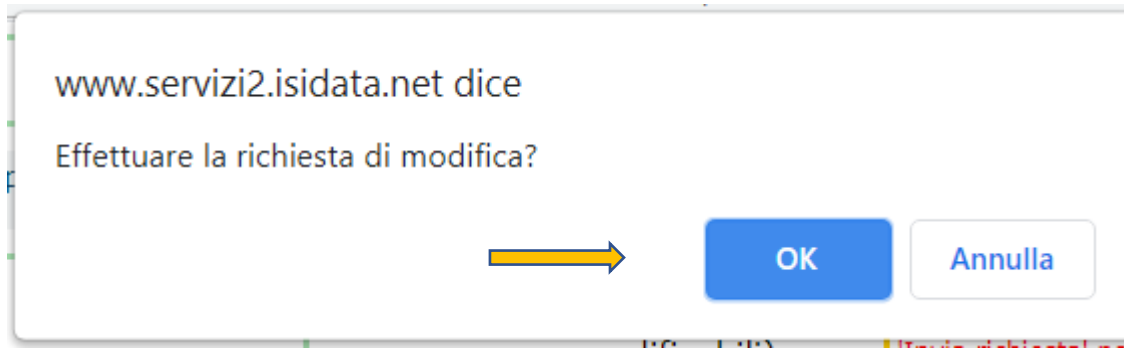 www.servizi2.isidata.net dice
Effettuare la richiesta di modifica?
OK
Annulla